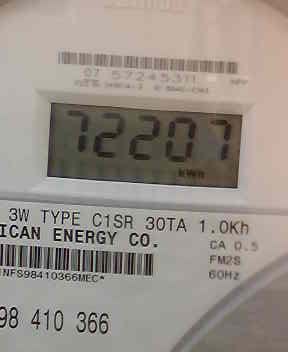 07 57245311
72207
kWh
3W TYPE C1SR 30TA 1.0Kh
ICAN ENERGY CO.
CA 0.5
FM2S
60Hz
NFS98410366MEC*
98 410 366